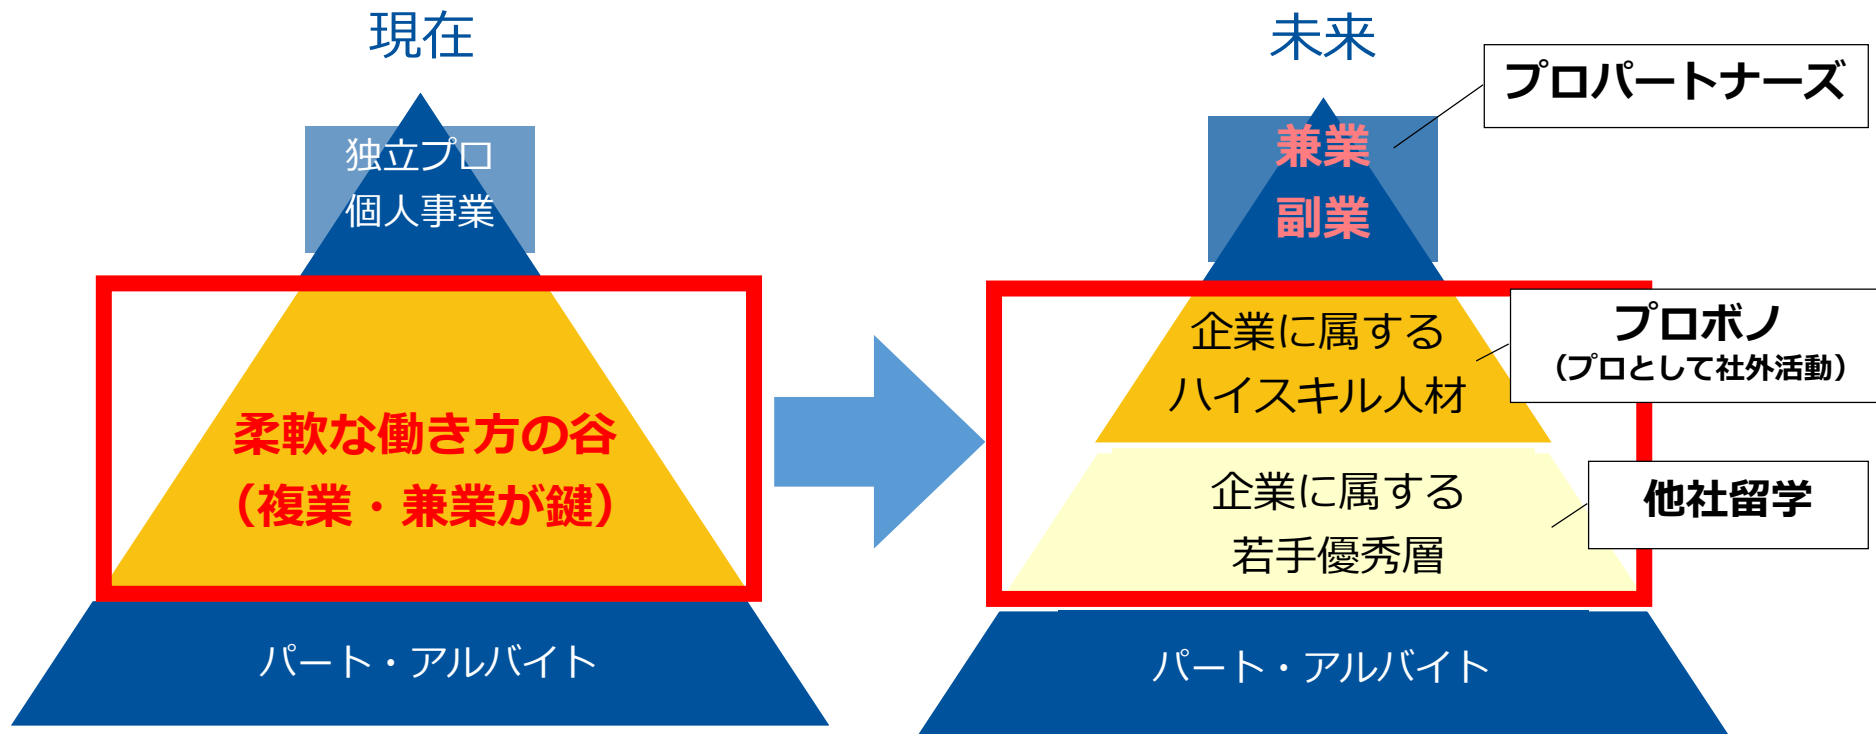 現在
独立プロ
個人事業
柔軟な働き方の谷
（複業・兼業が鍵）
パート・アルバイト
未来
プロパートナーズ
兼業
副業
企業に属する
ハイスキル人材
プロボノ
（プロとして社外活動）
企業に属する
若手優秀層
他社留学
パート・アルバイト